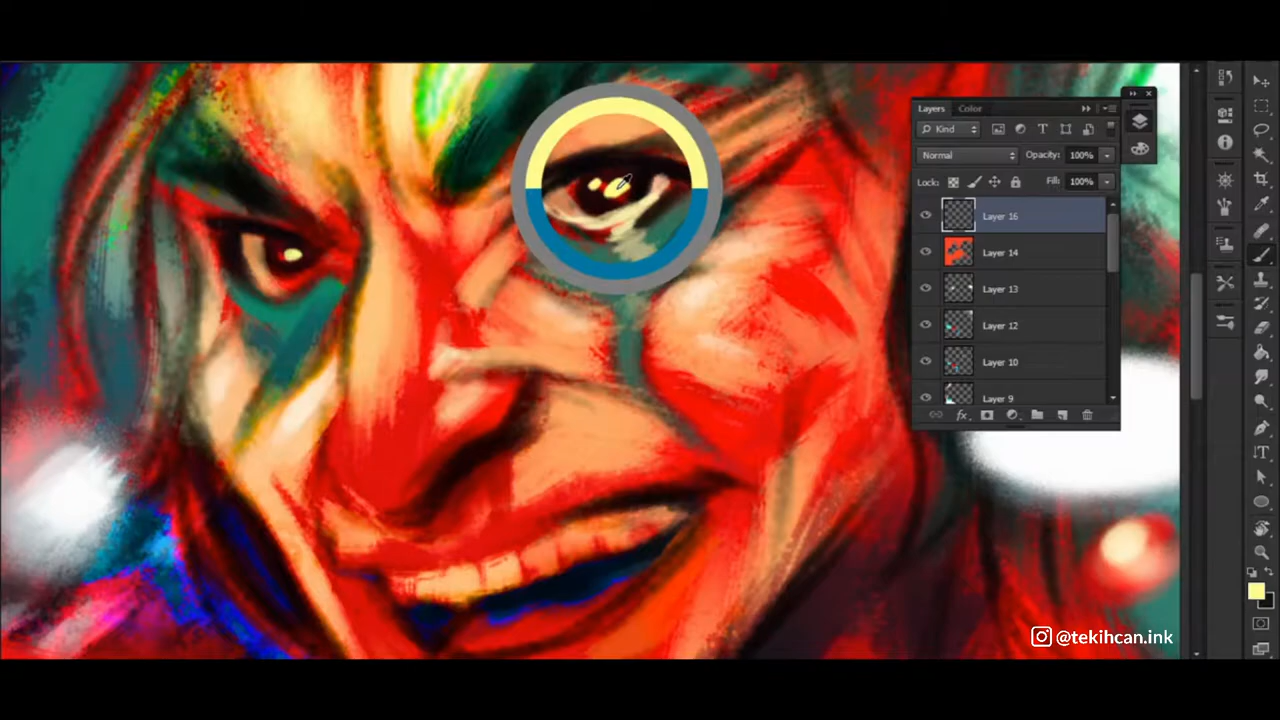 Layers Color
Kind
Normal Opacity: 100%
Lock: Fill: 100%
Layer 16
Layer 14
Layer 13
Layer 12
Layer 10
Layer 9
fx
@tekihcan.ink